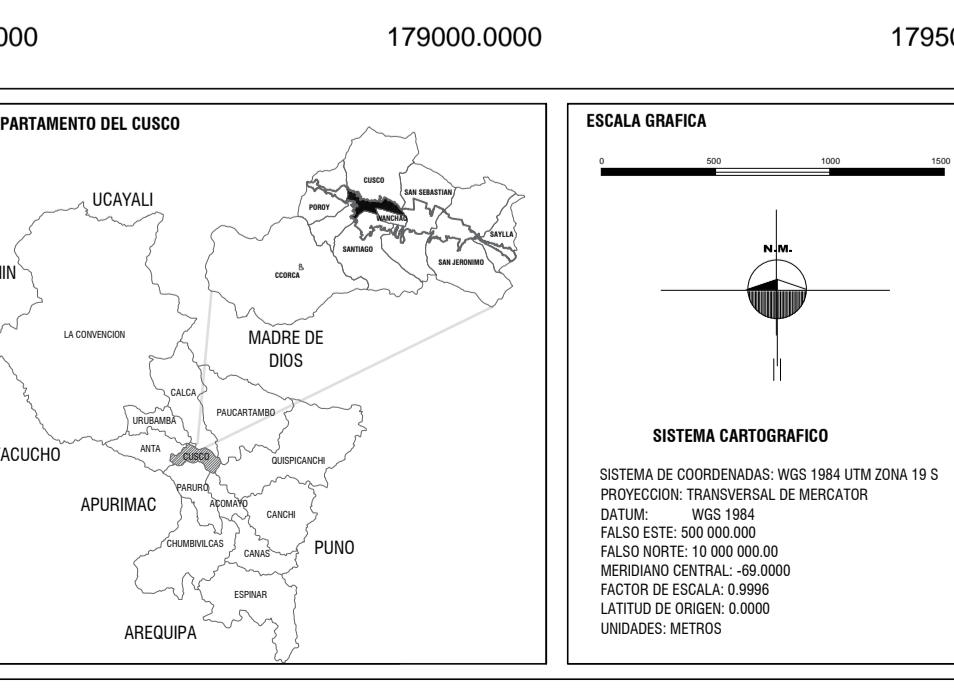 000
179000.0000
1795
PARTAMENTO DEL CUSCO
UCAYALI
IN
LA CONVENCION
CUSCO
SAN SEBASTIAN
POROY
WANCHAQ
SAYLLA
SANTIAGO
SAN JERONIMO
CCORCA
MADRE DE
DIOS
CALCA
PAUCARTAMBO
URUBAMBA
ANTA
CUSCO
QUISPICANCHI
ACUCHO
PARURO
ACOMAYO
APURIMAC
CANCHI
CHUMBIVILCAS
CANAS
PUNO
ESPINAR
AREQUIPA
ESCALA GRAFICA
0 500 1000 1500
N.M.
SISTEMA CARTOGRAFICO
SISTEMA DE COORDENADAS: WGS 1984 UTM ZONA 19 S
PROYECCION: TRANSVERSAL DE MERCATOR
DATUM: WGS 1984
FALSO ESTE: 500 000.000
FALSO NORTE: 10 000 000.00
MERIDIANO CENTRAL: -69.0000
FACTOR DE ESCALA: 0.9996
LATITUD DE ORIGEN: 0.0000
UNIDADES: METROS